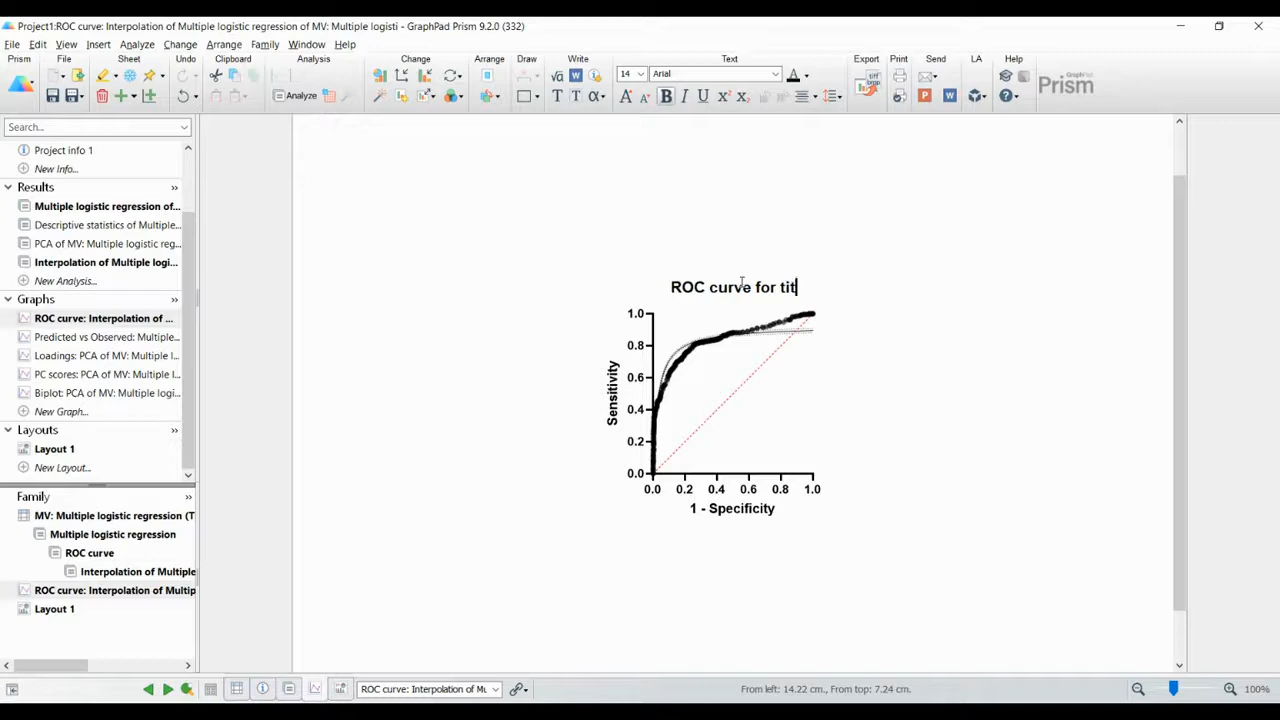 Project1:ROC curve: Interpolation of Multiple logistic regression of MV: Multiple logisti - GraphPad Prism 9.2.0 (332)
File Edit View Insert Analyze Change Arrange Family Window Help
Prism File Sheet Undo Clipboard Analysis Change Arrange Draw Write Text Export Print Send LA Help
14 Arial
GraphPad
Prism
Analyze
Search...
Project info 1
New Info...
Results
Multiple logistic regression of...
Descriptive statistics of Multiple...
PCA of MV: Multiple logistic reg...
Interpolation of Multiple logi...
New Analysis...
Graphs
ROC curve: Interpolation of ...
Predicted vs Observed: Multiple...
Loadings: PCA of MV: Multiple l...
PC scores: PCA of MV: Multiple l...
Biplot: PCA of MV: Multiple logi...
New Graph...
Layouts
Layout 1
New Layout...
Family
MV: Multiple logistic regression (T
Multiple logistic regression
ROC curve
Interpolation of Multiple
ROC curve: Interpolation of Multip
Layout 1
ROC curve for tit
1.0
0.8
0.6
0.4
0.2
0.0
Sensitivity
0.0 0.2 0.4 0.6 0.8 1.0
1 - Specificity
ROC curve: Interpolation of Mu
From left: 14.22 cm., From top: 7.24 cm.
100%